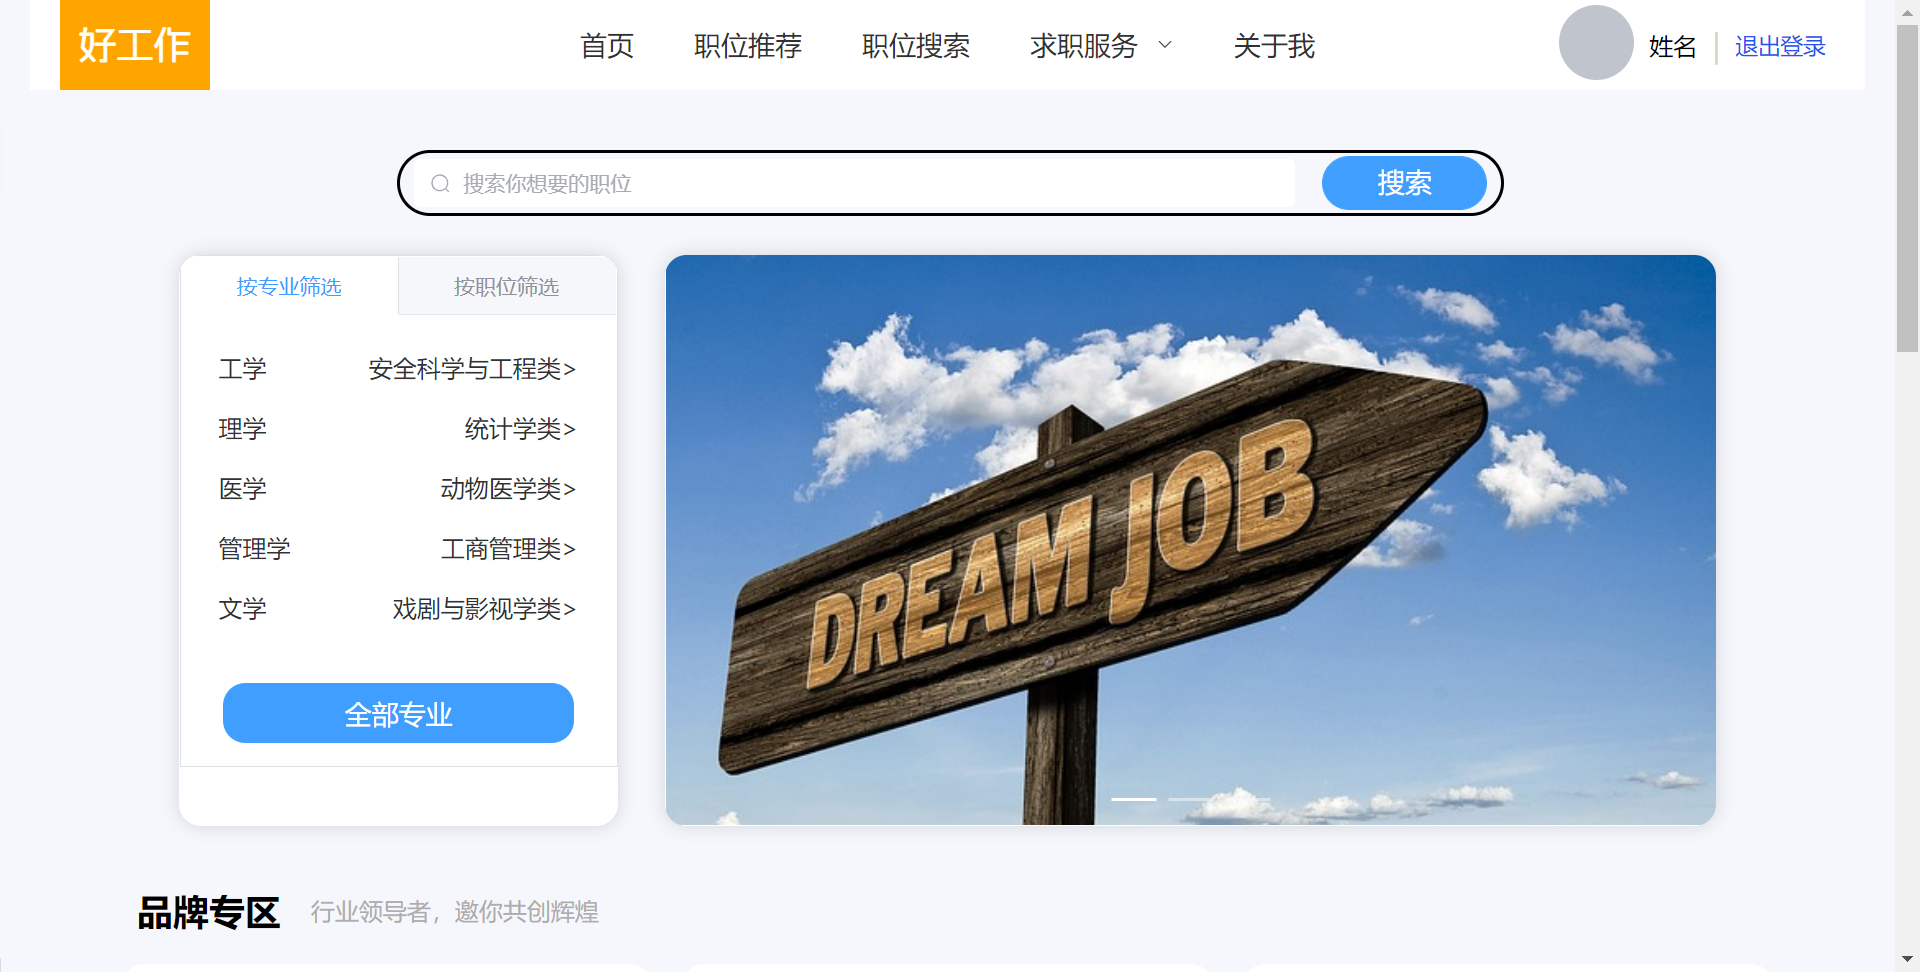 好工作
首页 职位推荐 职位搜索 求职服务 关于我
姓名 退出登录
搜索你想要的职位 搜索
按专业筛选 按职位筛选
工学 安全科学与工程类>
理学 统计学类>
医学 动物医学类>
管理学 工商管理类>
文学 戏剧与影视学类>
全部专业
DREAM JOB
品牌专区 行业领导者，邀你共创辉煌